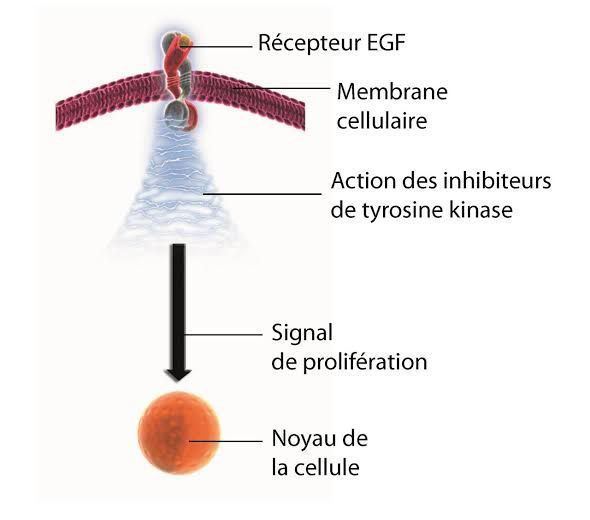 Récepteur EGF
Membrane
cellulaire
Action des inhibiteurs
de tyrosine kinase
Signal
de prolifération
Noyau de
la cellule